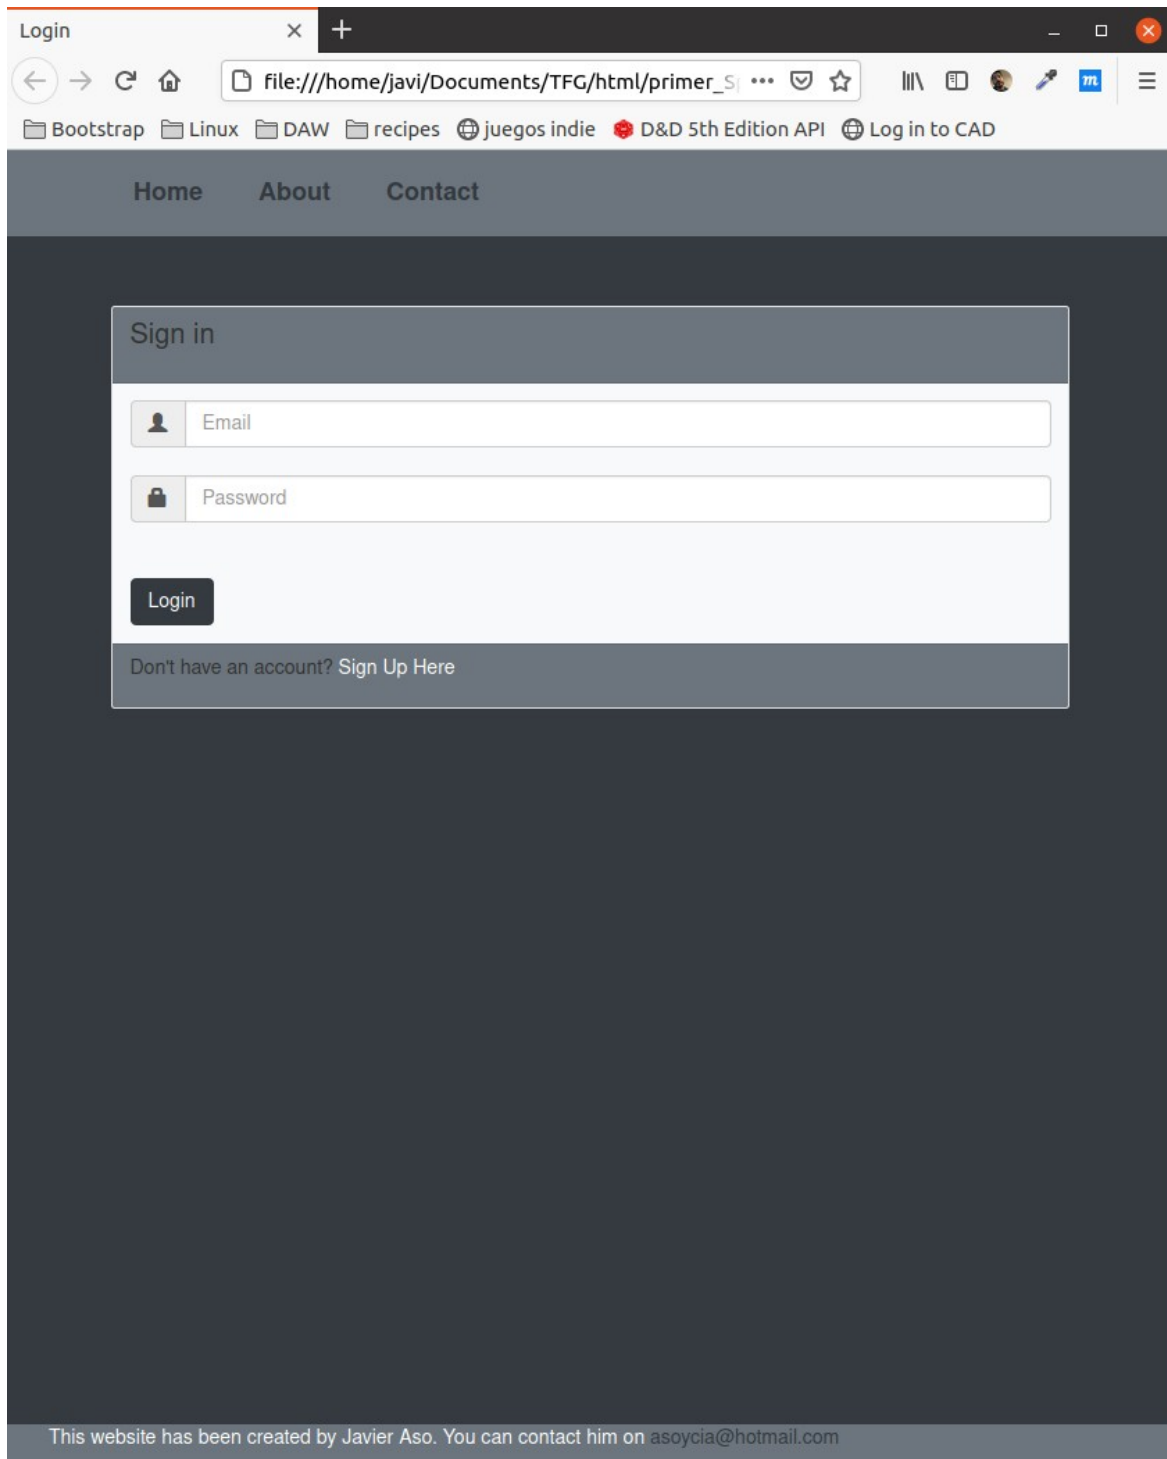 Login
file:///home/javi/Documents/TFG/html/primer_S
Bootstrap Linux DAW recipes juegos indie D&D 5th Edition API Log in to CAD
Home About Contact
Sign in
Email
Password
Login
Don't have an account? Sign Up Here
This website has been created by Javier Aso. You can contact him on asoycia@hotmail.com